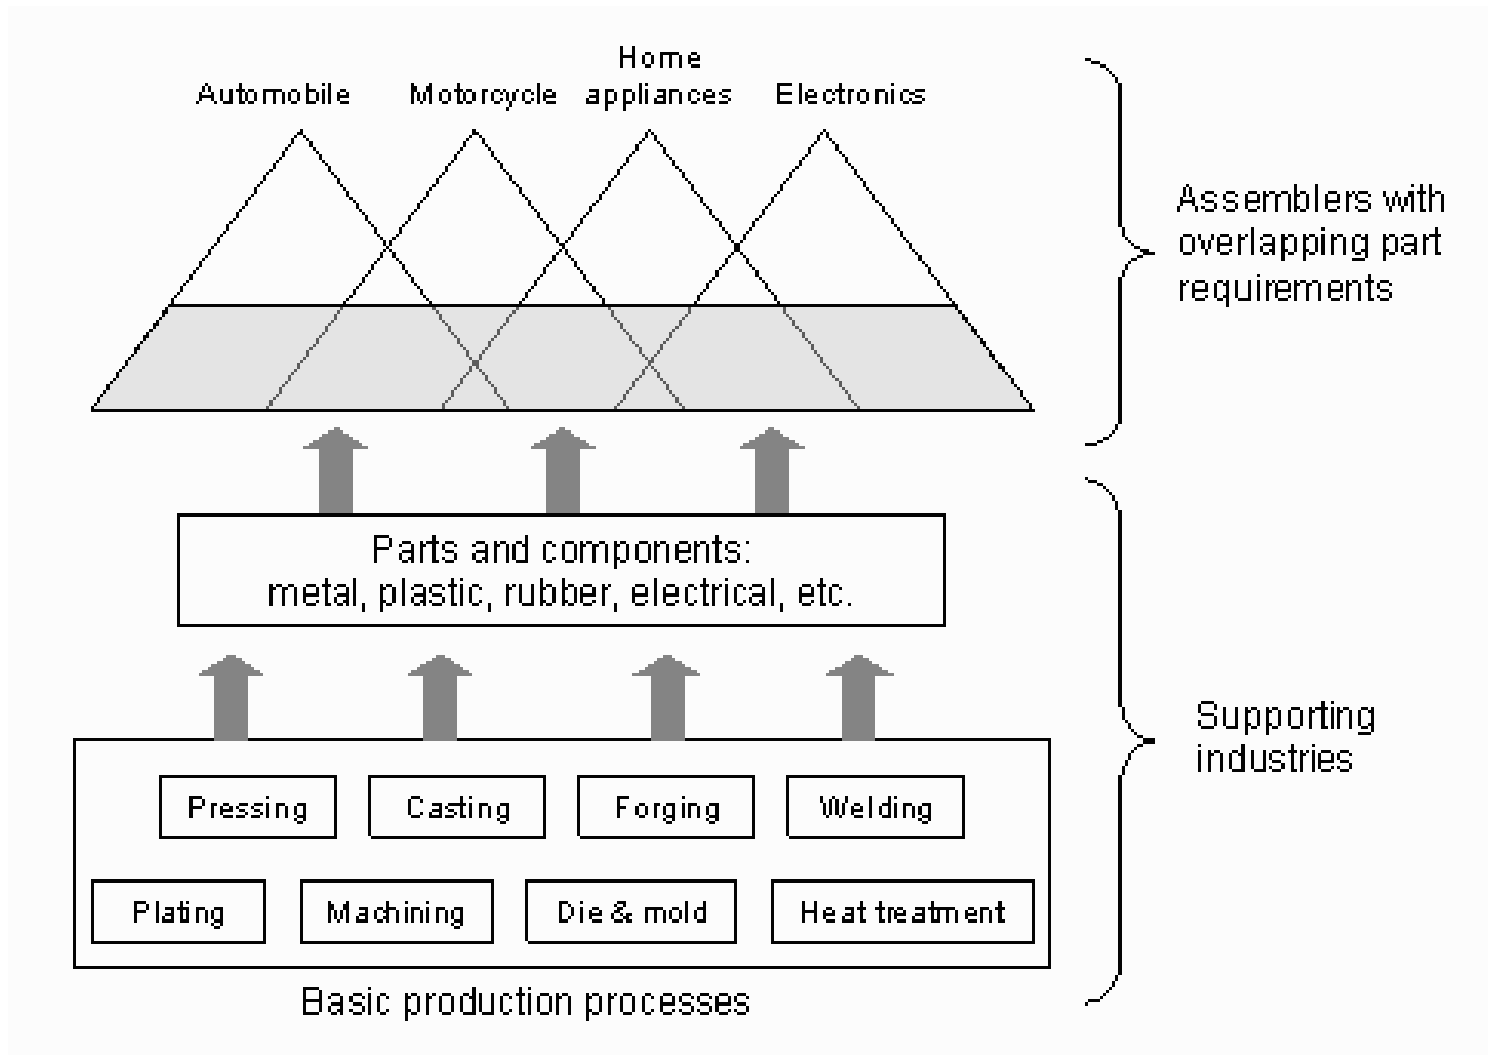 Home
Automobile Motorcycle appliances Electronics
Assemblers with
overlapping part
requirements
Parts and components:
metal, plastic, rubber, electrical, etc.
Supporting
industries
Pressing Casting Forging Welding
Plating Machining Die & mold Heat treatment
Basic production processes